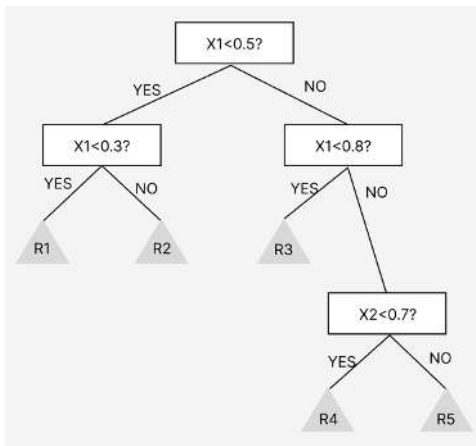 X1<0.5?
YES
NO
X1<0.3?
X1<0.8?
YES
NO
YES
NO
R1
R2
R3
X2<0.7?
YES
NO
R4
R5